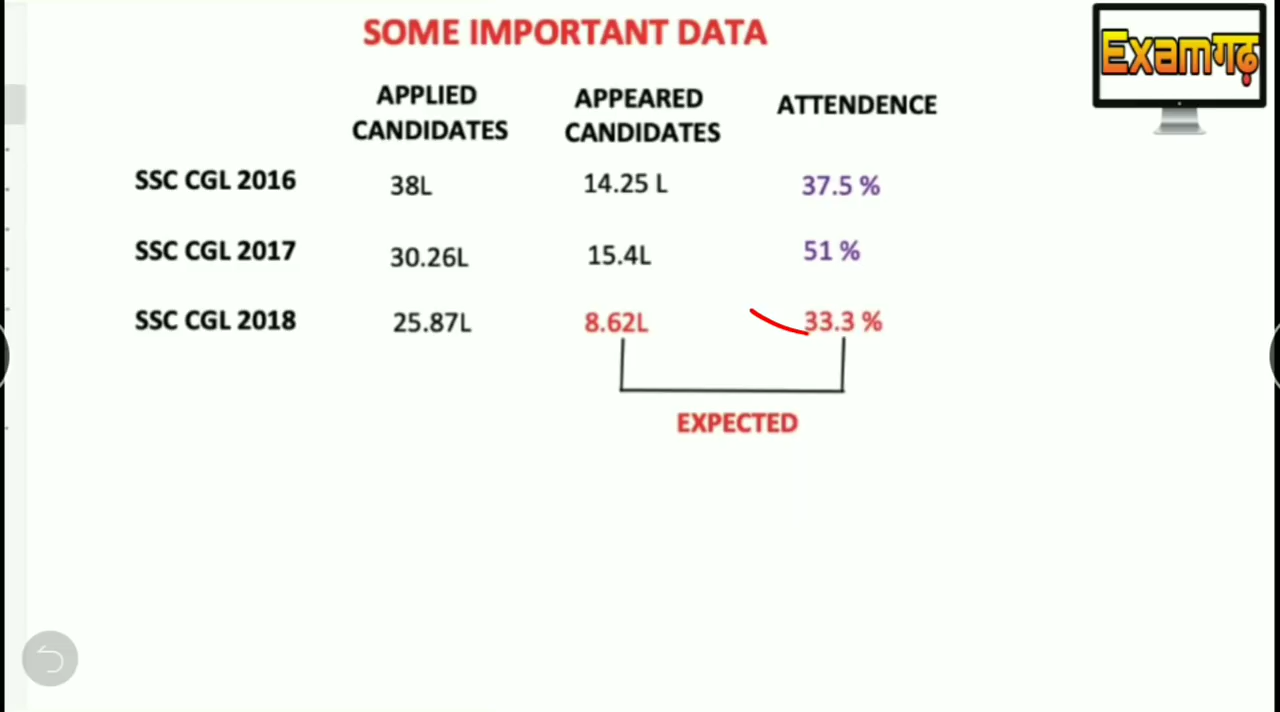 SOME IMPORTANT DATA
Examगढ़
APPLIED CANDIDATES
APPEARED CANDIDATES
ATTENDENCE
SSC CGL 2016 38L 14.25 L 37.5 %
SSC CGL 2017 30.26L 15.4L 51 %
SSC CGL 2018 25.87L 8.62L 33.3 %
EXPECTED